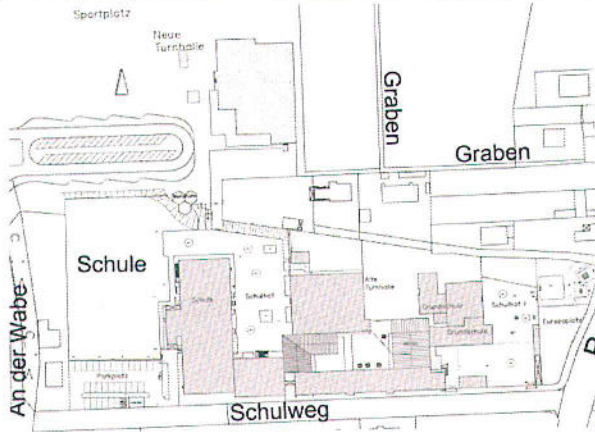 Sportplatz
Neue
Turnhalle
Graben
Graben
Schule
An der Wabe
Schule
Schulhof
Alte
Turnhalle
Grundschule
Grundschule
Schulhof
Parkplatz
Schulweg